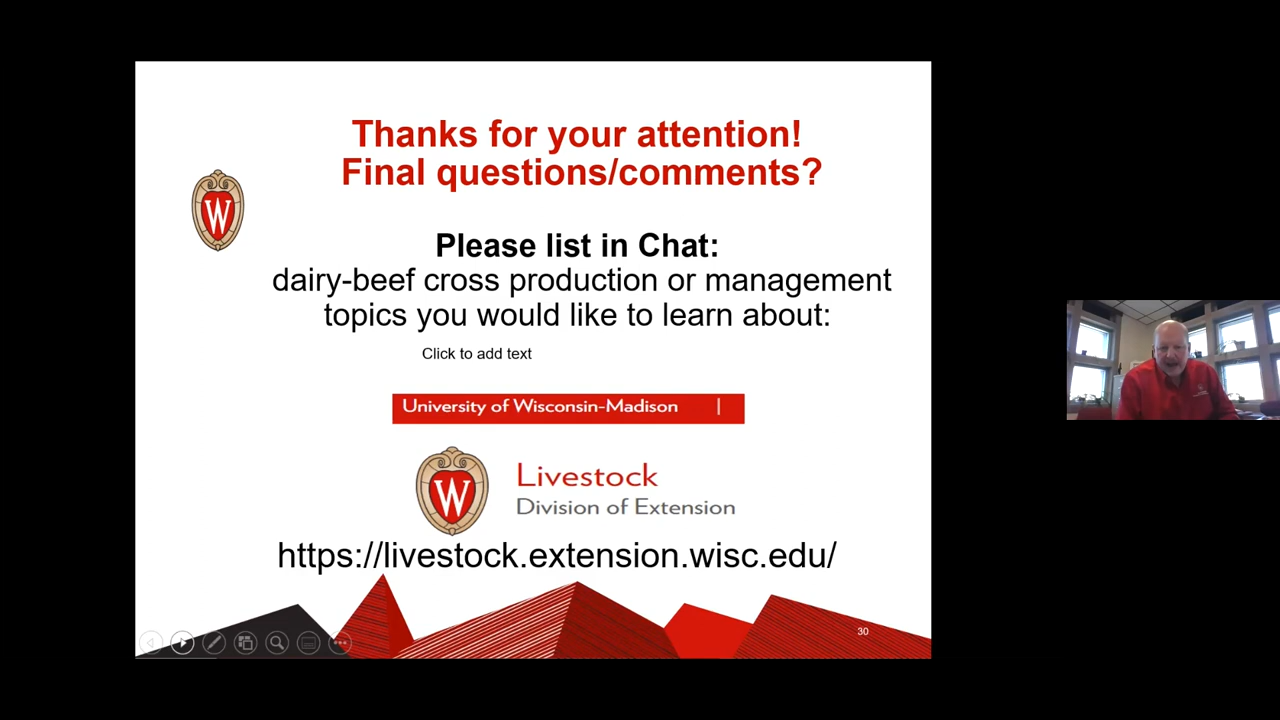 Thanks for your attention!
Final questions/comments?
W
Please list in Chat:
dairy-beef cross production or management
topics you would like to learn about:
Click to add text
University of Wisconsin-Madison |
W
Livestock
Division of Extension
https://livestock.extension.wisc.edu/
30